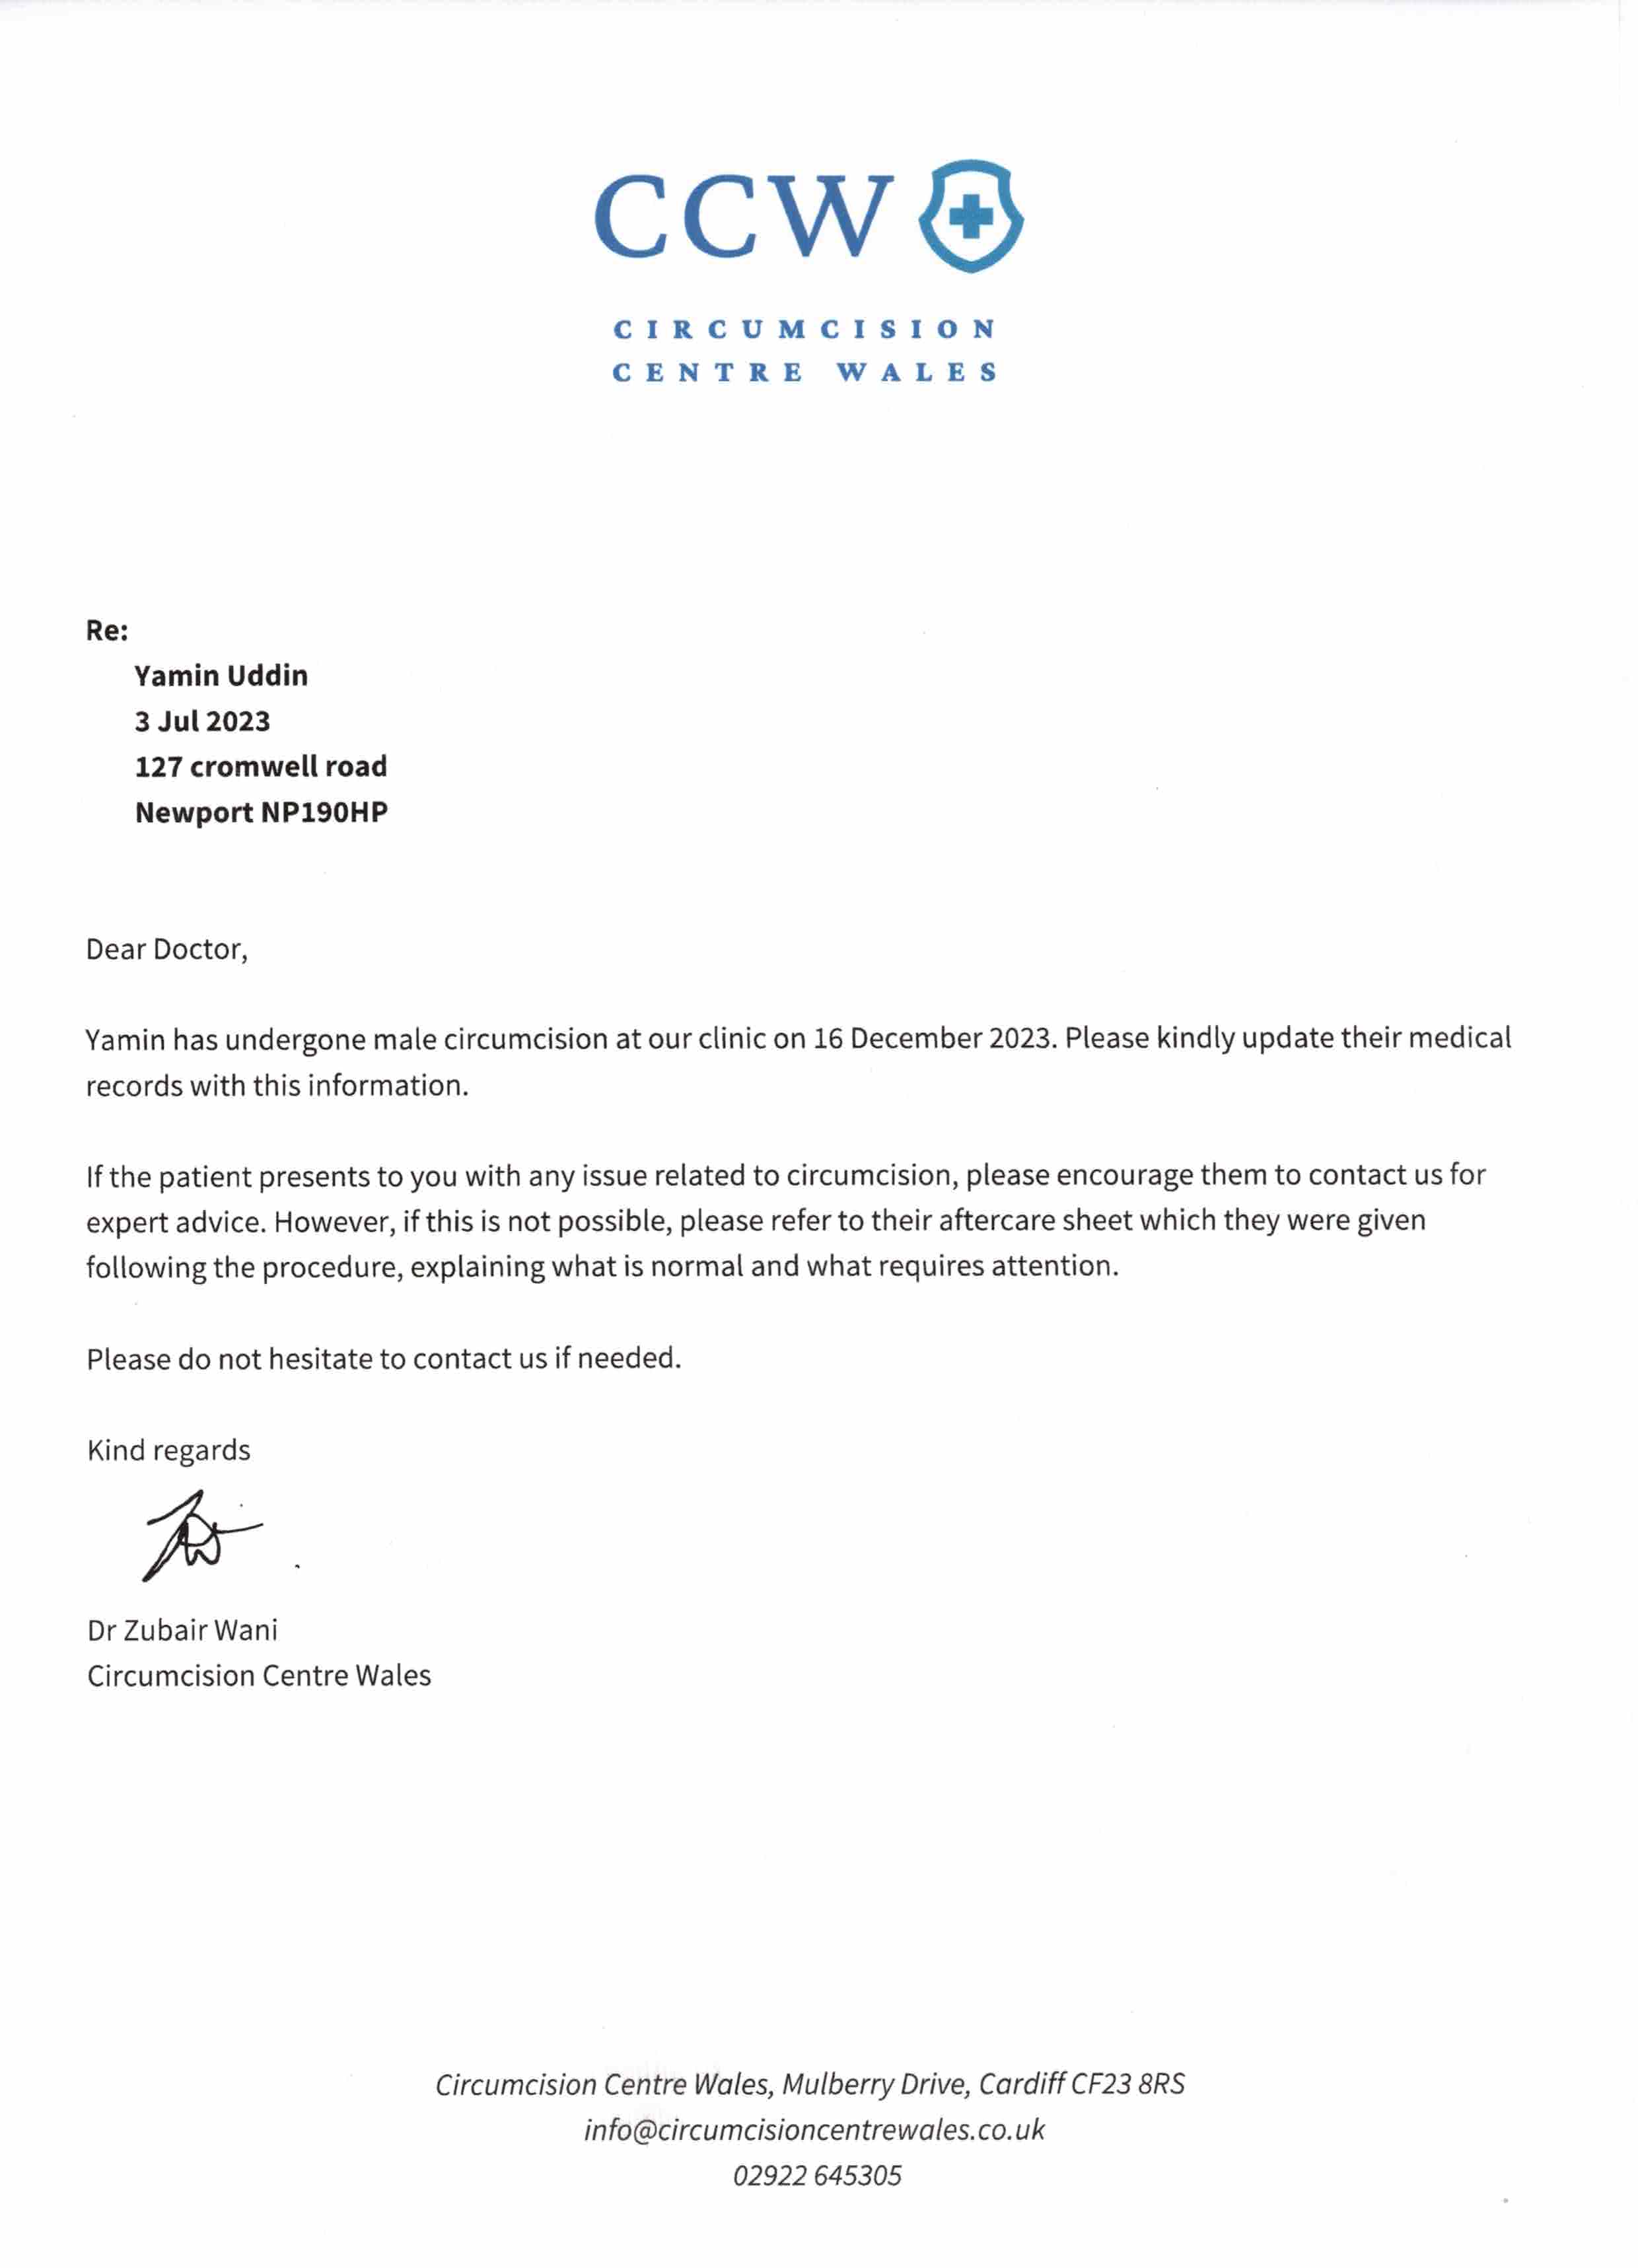 CCW
CIRCUMCISION
CENTRE WALES
Re:
Yamin Uddin
3 Jul 2023
127 cromwell road
Newport NP190HP
Dear Doctor,
Yamin has undergone male circumcision at our clinic on 16 December 2023. Please kindly update their medical
records with this information.
If the patient presents to you with any issue related to circumcision, please encourage them to contact us for
expert advice. However, if this is not possible, please refer to their aftercare sheet which they were given
following the procedure, explaining what is normal and what requires attention.
Please do not hesitate to contact us if needed.
Kind regards
Dr Zubair Wani
Circumcision Centre Wales
Circumcision Centre Wales, Mulberry Drive, Cardiff CF23 8RS
info@circumcisioncentrewales.co.uk
02922 645305